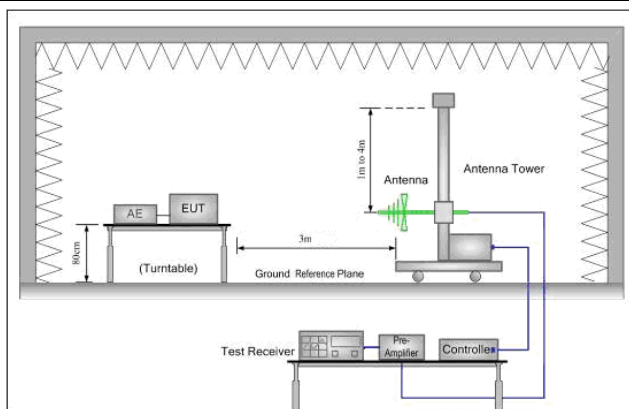 1m to 4m
Antenna
Antenna Tower
AE
EUT
80cm
(Turntable)
3m
Ground Reference Plane
Test Receiver
Pre-
Amplifier
Controller